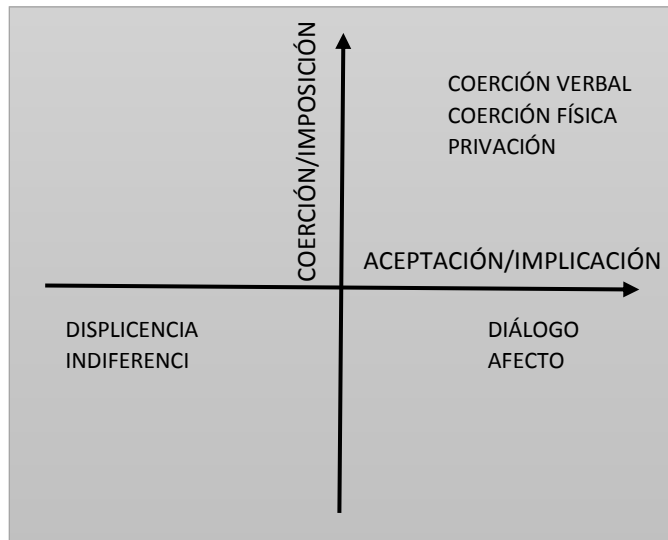 COERCIÓN/IMPOSICIÓN
COERCIÓN VERBAL
COERCIÓN FÍSICA
PRIVACIÓN
ACEPTACIÓN/IMPLICACIÓN
DISPLICENCIA
INDIFERENCI
DIÁLOGO
AFECTO